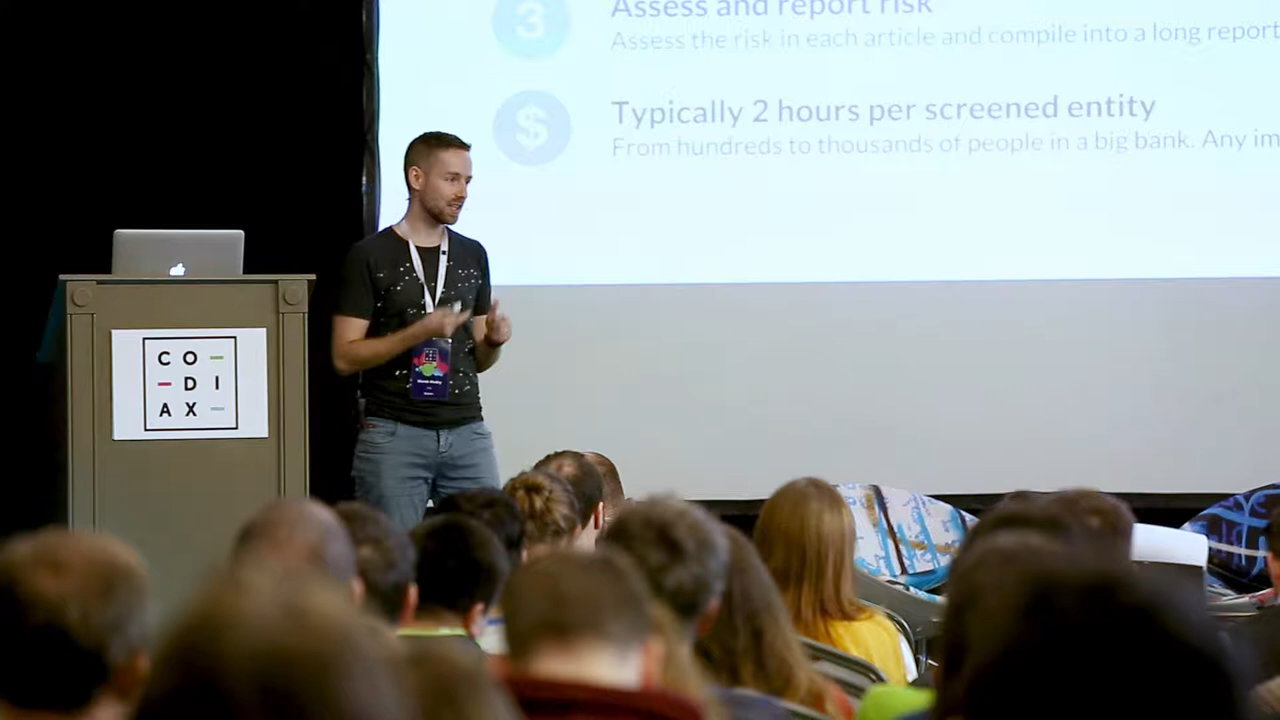 3
Assess and report risk
Assess the risk in each article and compile into a long report
$
Typically 2 hours per screened entity
From hundreds to thousands of people in a big bank. Any im
CO
DI
AX